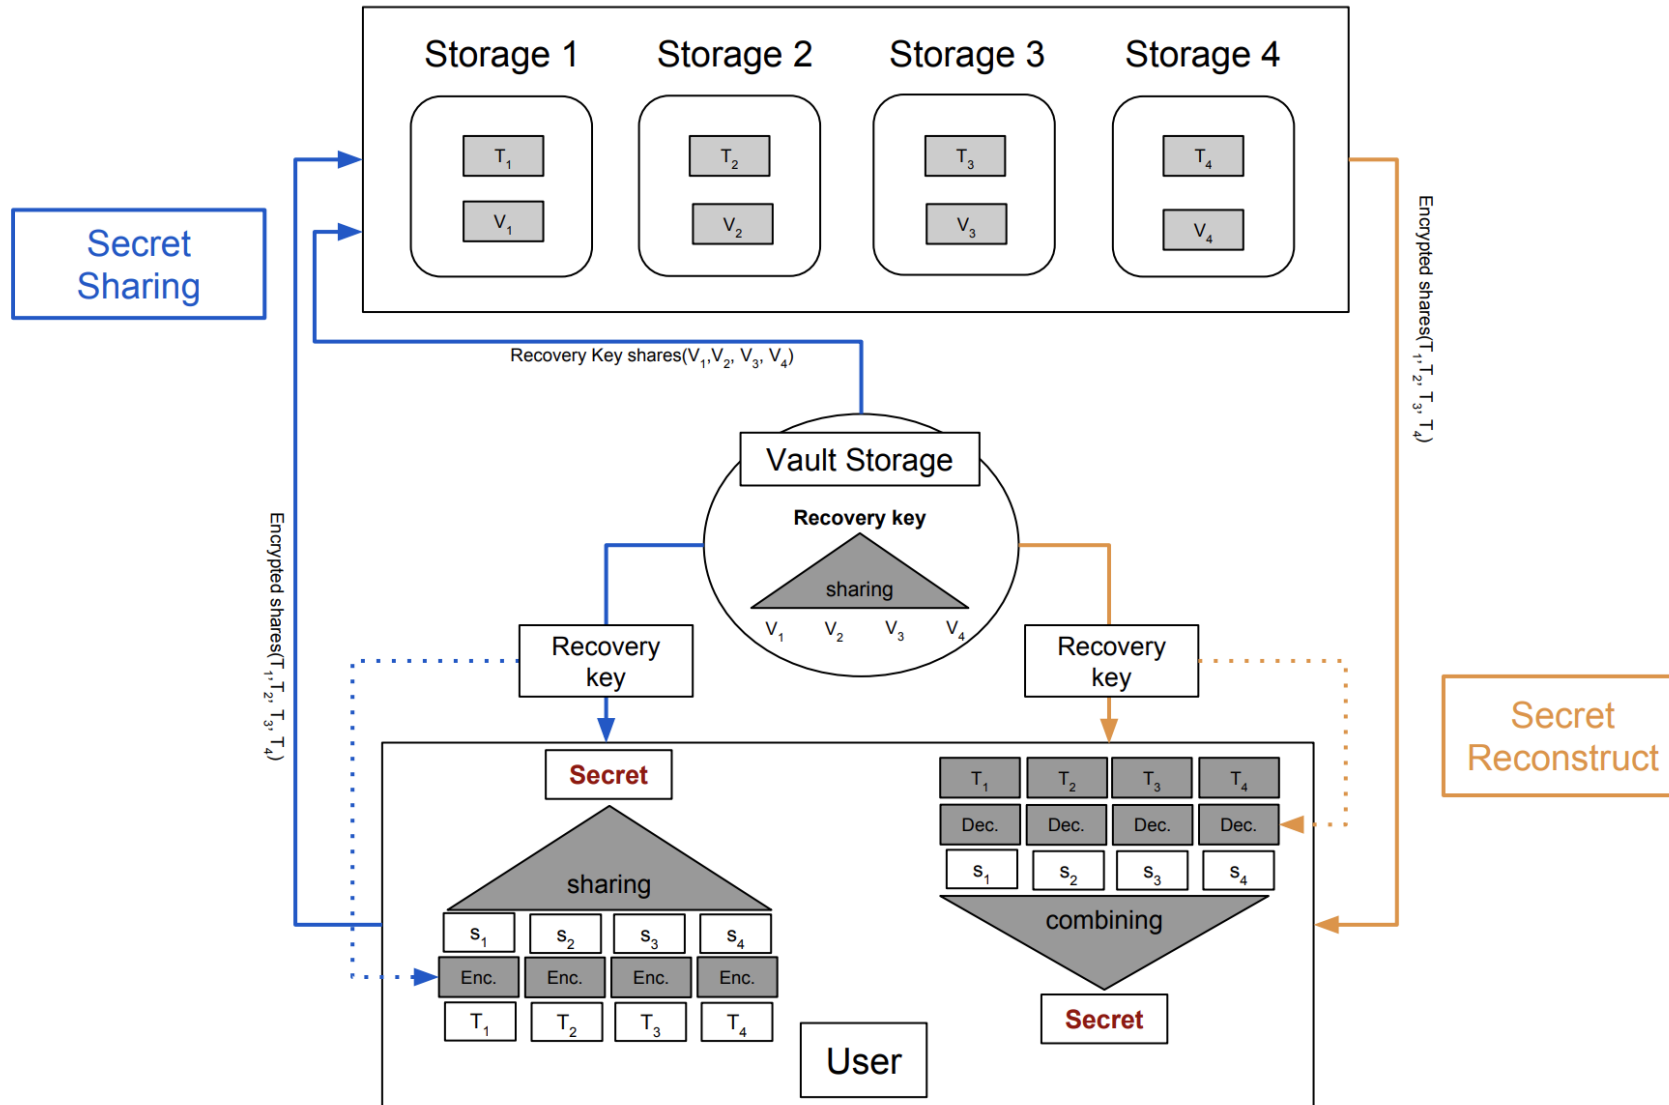 Storage 1
Storage 2
Storage 3
Storage 4
T₁
T₂
T₃
T₄
V₁
V₂
V₃
V₄
Secret
Sharing
Recovery Key shares(V₁,V₂, V₃, V₄)
Encrypted shares(T₁,T₂, T₃, T₄)
Vault Storage
Recovery key
sharing
V₁
V₂
V₃
V₄
Encrypted shares(T₁,T₂, T₃, T₄)
Recovery
key
Recovery
key
Secret
Reconstruct
Secret
sharing
s₁
s₂
s₃
s₄
Enc.
Enc.
Enc.
Enc.
T₁
T₂
T₃
T₄
T₁
T₂
T₃
T₄
Dec.
Dec.
Dec.
Dec.
s₁
s₂
s₃
s₄
combining
Secret
User